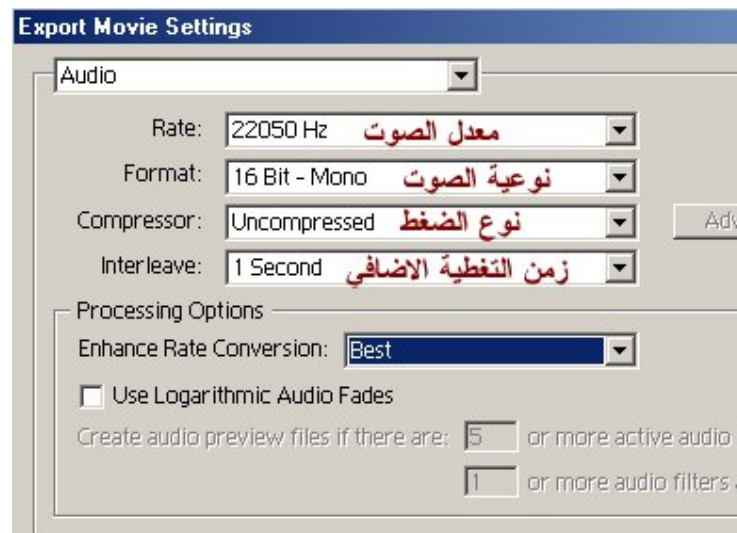 Export Movie Settings
Audio
Rate: 22050 Hz معدل الصوت
Format: 16 Bit - Mono نوعية الصوت
Compressor: Uncompressed نوع الضغط
Adv
Interleave: 1 Second زمن التغطية الاضافي
Processing Options
Enhance Rate Conversion: Best
Use Logarithmic Audio Fades
Create audio preview files if there are: 5 or more active audio
1 or more audio filters